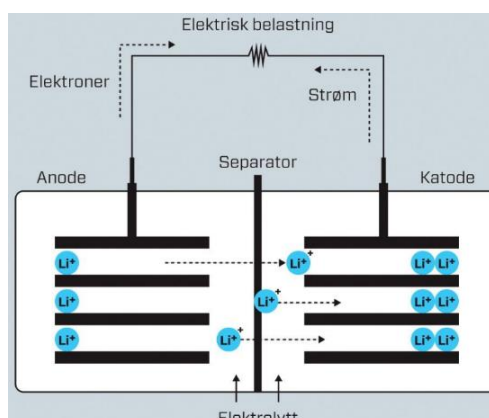 Elektrisk belastning
Elektroner
Strøm
Separator
Anode
Katode
Li⁺ Li⁺ + Li⁺ Li⁺
Li⁺ Li⁺ + Li⁺ Li⁺
Li⁺ Li⁺ + Li⁺ Li⁺
Elektrolytt